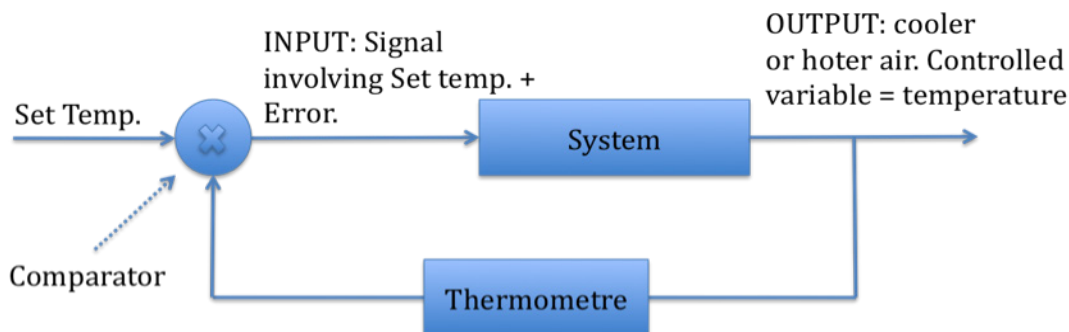 OUTPUT: cooler
or hoter air. Controlled
variable = temperature
INPUT: Signal
involving Set temp. +
Error.
Set Temp.
System
Comparator
Thermometre